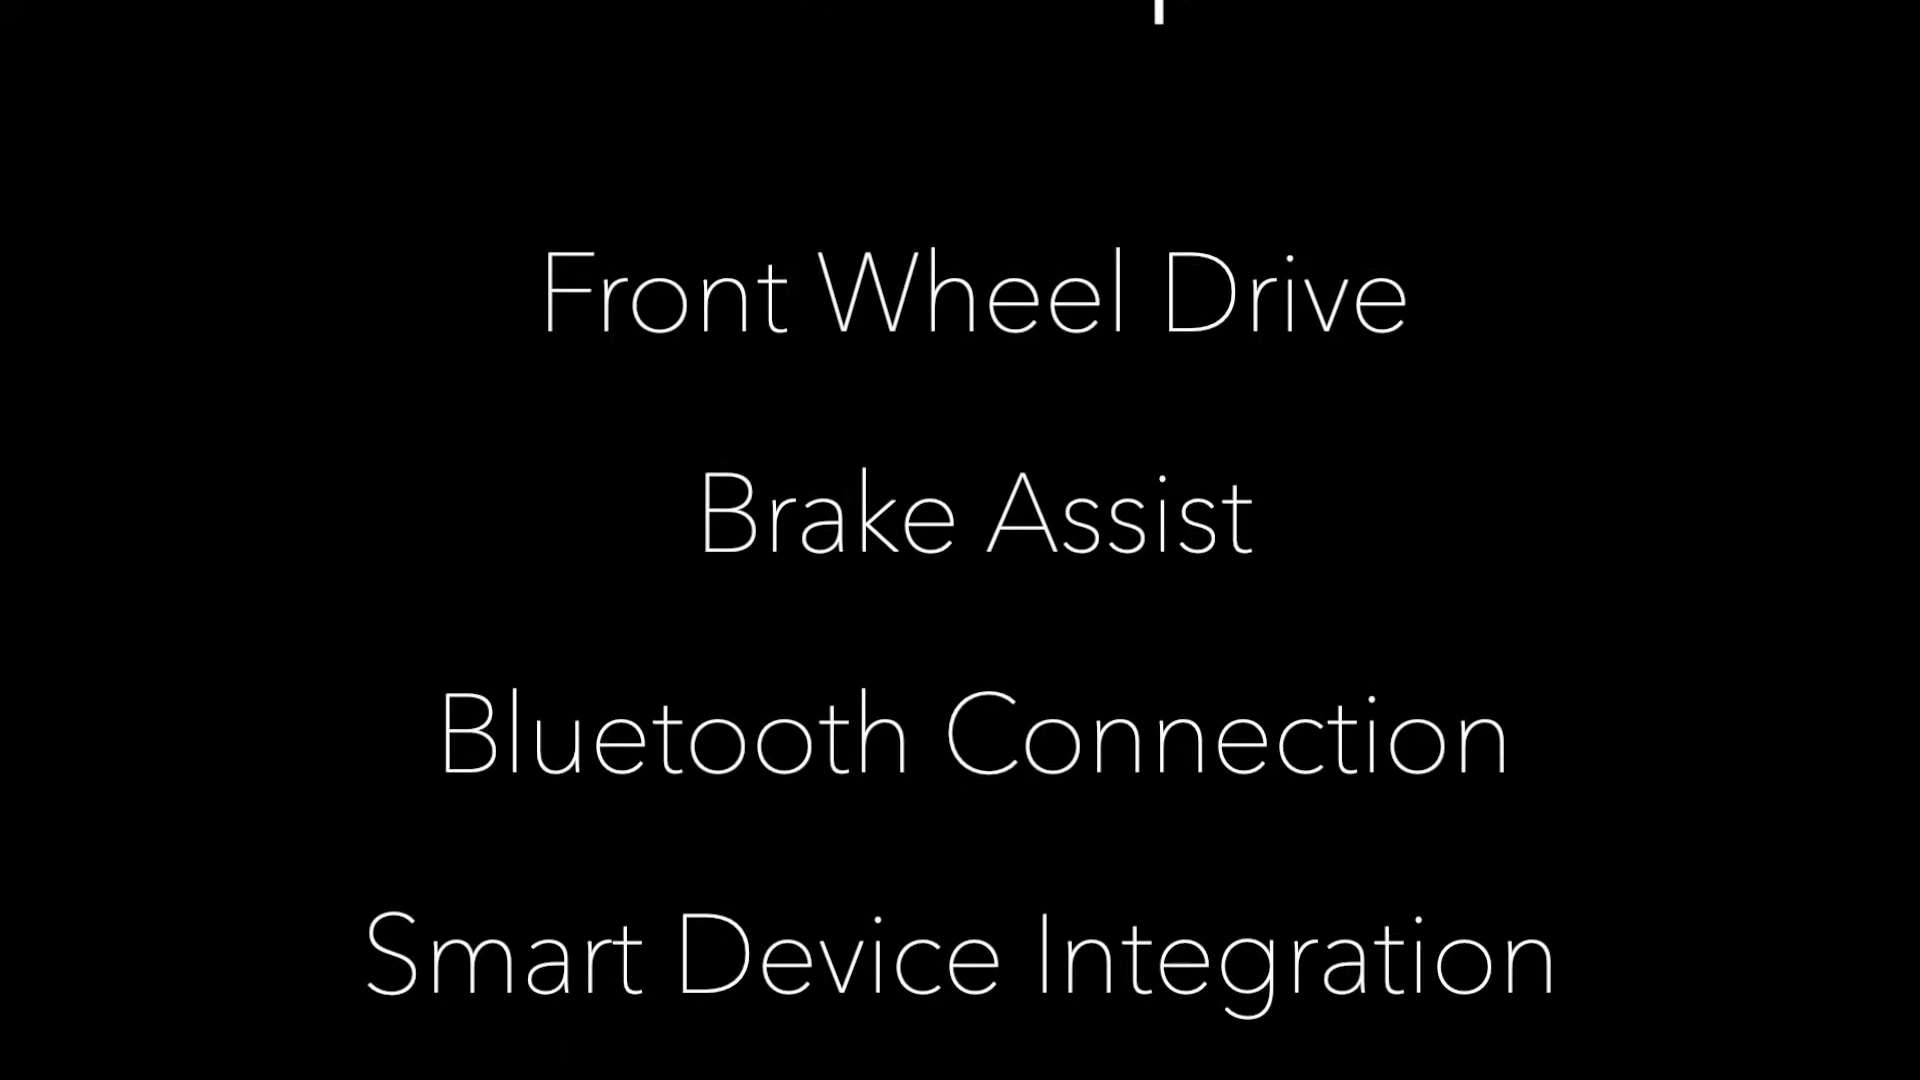 Front Wheel Drive
Brake Assist
Bluetooth Connection
Smart Device Integration